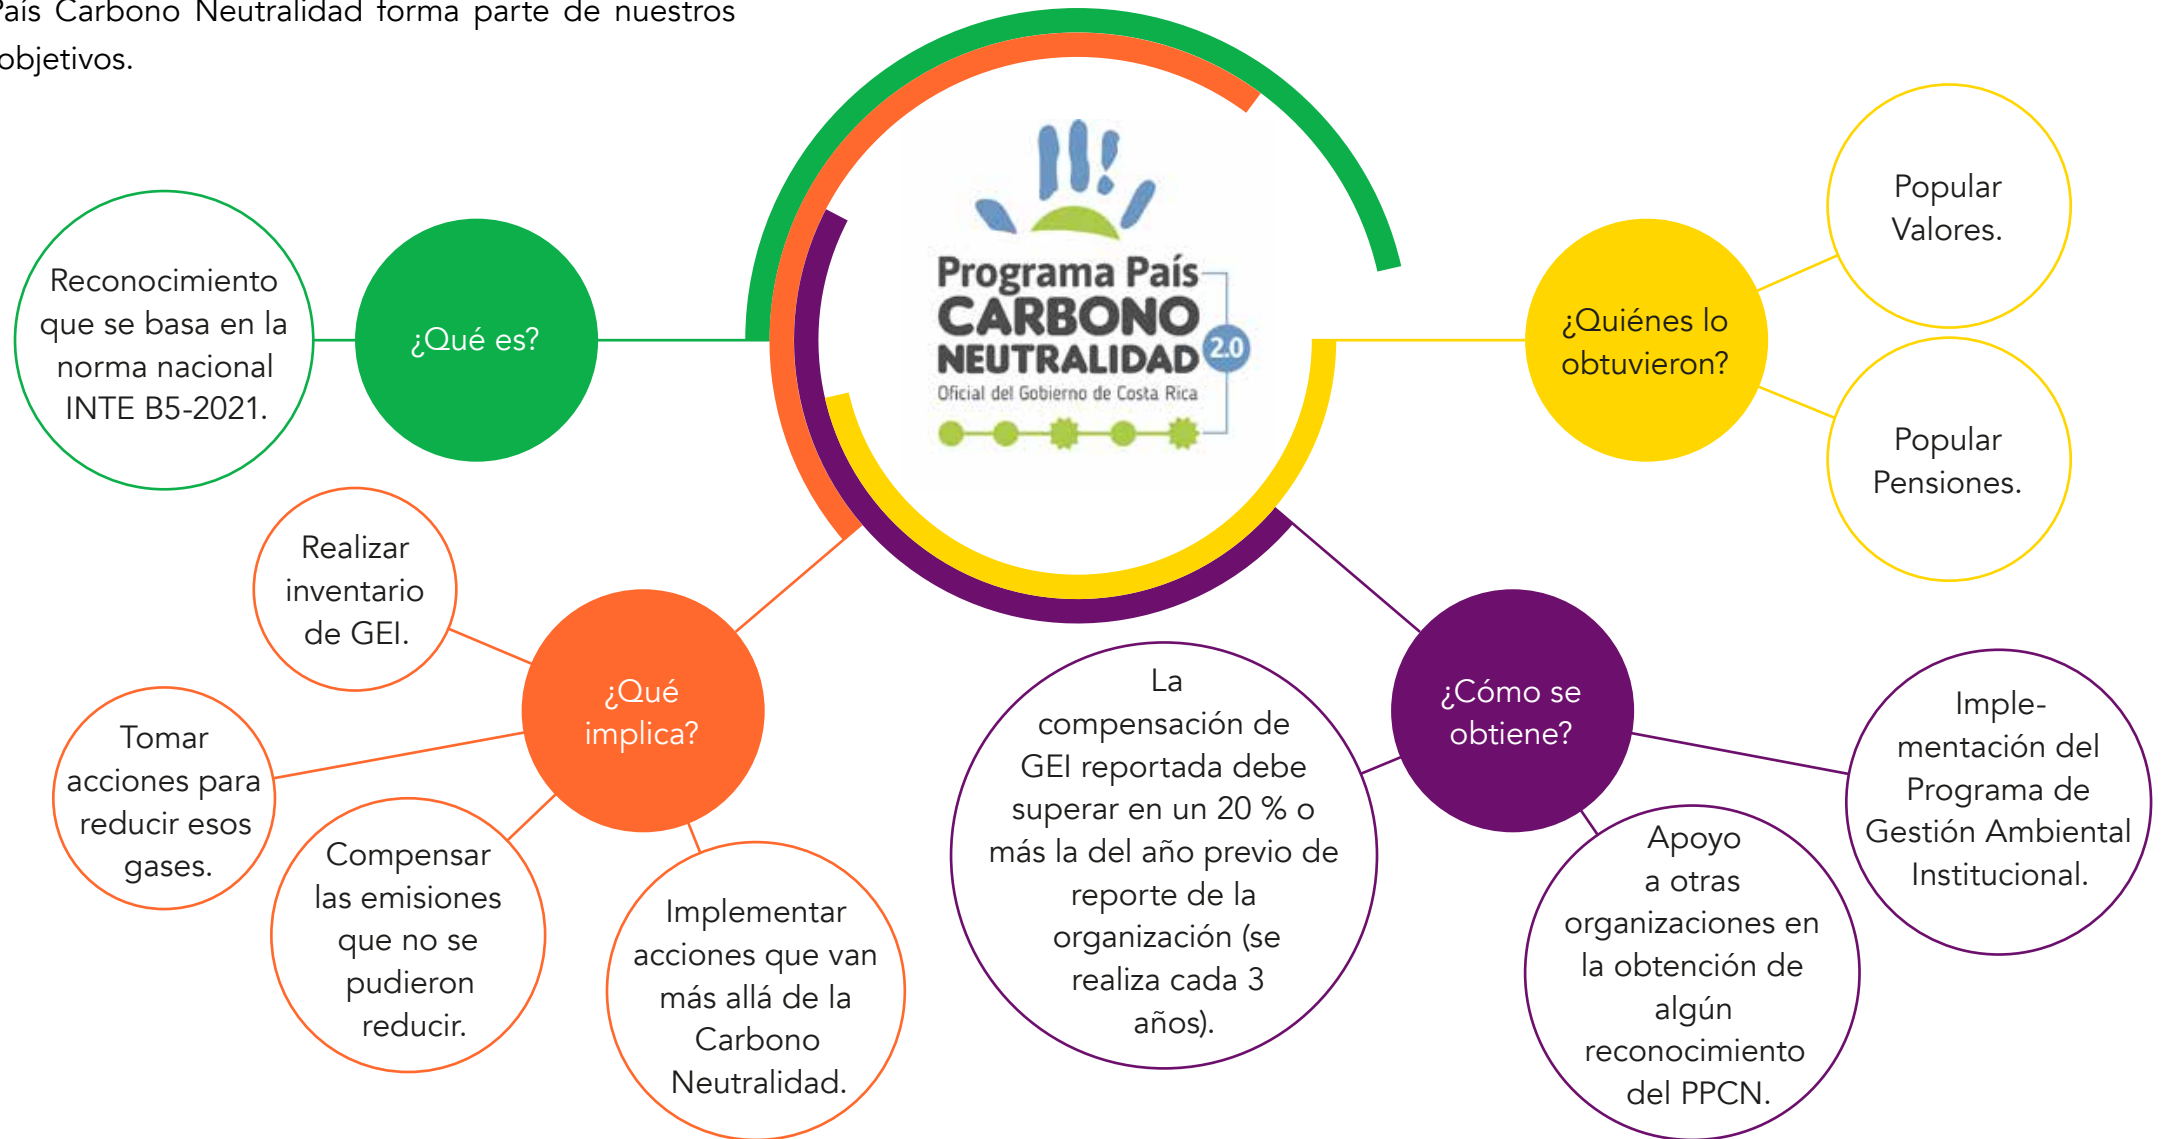 País Carbono Neutralidad forma parte de nuestros
objetivos.
Programa País
CARBONO
NEUTRALIDAD 2.0
Oficial del Gobierno de Costa Rica
¿Qué es?
Reconocimiento
que se basa en la
norma nacional
INTE B5-2021.
¿Qué
implica?
Realizar
inventario
de GEI.
Tomar
acciones para
reducir esos
gases.
Compensar
las emisiones
que no se
pudieron
reducir.
Implementar
acciones que van
más allá de la
Carbono
Neutralidad.
¿Cómo se
obtiene?
La
compensación de
GEI reportada debe
superar en un 20 % o
más la del año previo de
reporte de la
organización (se
realiza cada 3
años).
Apoyo
a otras
organizaciones en
la obtención de
algún
reconocimiento
del PPCN.
Imple-
mentación del
Programa de
Gestión Ambiental
Institucional.
¿Quiénes lo
obtuvieron?
Popular
Valores.
Popular
Pensiones.